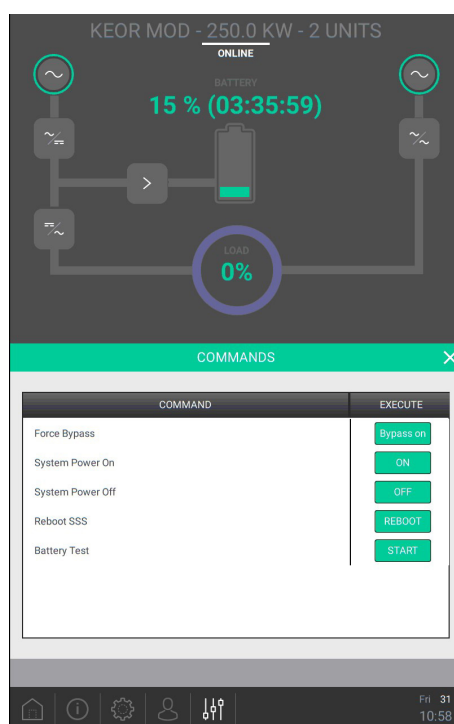 KEOR MOD - 250.0 KW - 2 UNITS
ONLINE
BATTERY
15 % (03:35:59)
LOAD
0%
COMMANDS
COMMAND EXECUTE
Force Bypass Bypass on
System Power On ON
System Power Off OFF
Reboot SSS REBOOT
Battery Test START
Fri 31
10:58